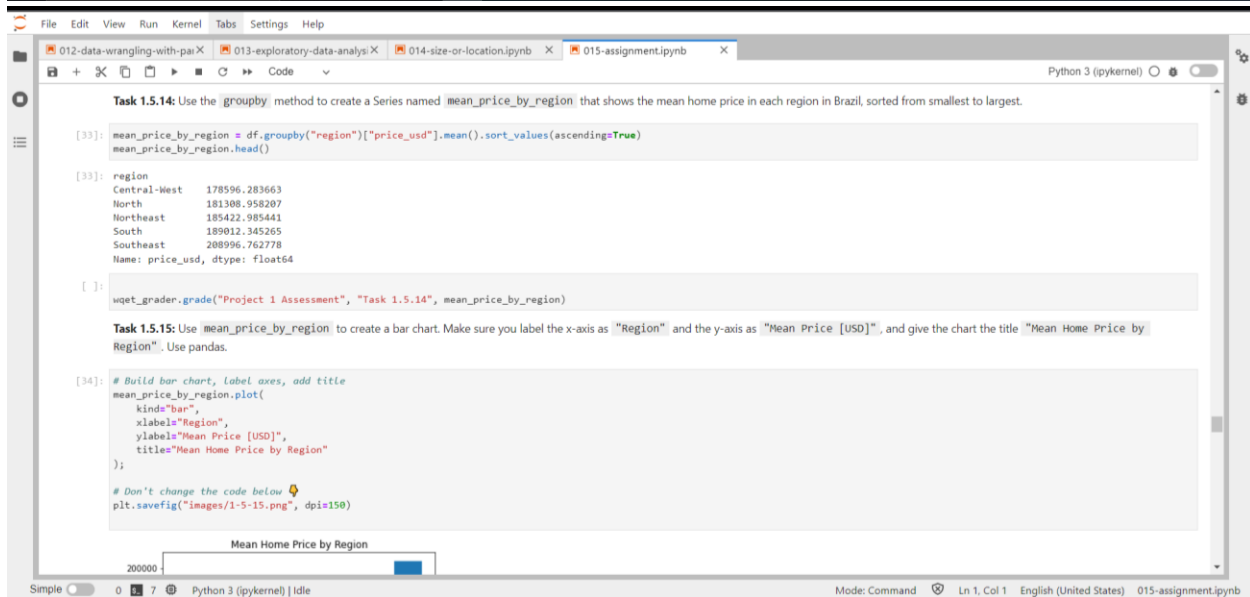 File Edit View Run Kernel Tabs Settings Help
012-data-wrangling-with-pai 013-exploratory-data-analysi 014-size-or-location.ipynb 015-assignment.ipynb
Code Python 3 (ipykernel)
Task 1.5.14: Use the groupby method to create a Series named mean_price_by_region that shows the mean home price in each region in Brazil, sorted from smallest to largest.
[33]: mean_price_by_region = df.groupby("region")["price_usd"].mean().sort_values(ascending=True)
mean_price_by_region.head()
[33]: region
Central-West 178596.283663
North 181308.958207
Northeast 185422.985441
South 189012.345265
Southeast 208996.762778
Name: price_usd, dtype: float64
[ ]:
wqet_grader.grade("Project 1 Assessment", "Task 1.5.14", mean_price_by_region)
Task 1.5.15: Use mean_price_by_region to create a bar chart. Make sure you label the x-axis as "Region" and the y-axis as "Mean Price [USD]", and give the chart the title "Mean Home Price by
Region". Use pandas.
[34]: # Build bar chart, label axes, add title
mean_price_by_region.plot(
kind="bar",
xlabel="Region",
ylabel="Mean Price [USD]",
title="Mean Home Price by Region"
);
# Don't change the code below 👇
plt.savefig("images/1-5-15.png", dpi=150)
Mean Home Price by Region
200000
Simple 0 7 Python 3 (ipykernel) | Idle Mode: Command Ln 1, Col 1 English (United States) 015-assignment.ipynb